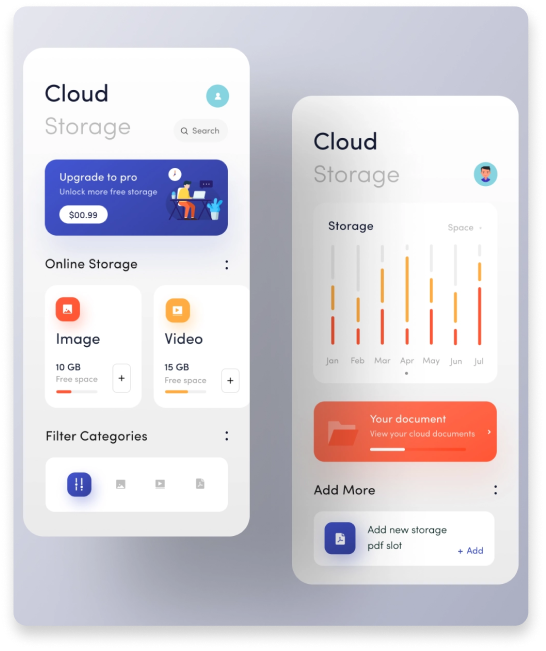 Cloud
Storage
Search
Upgrade to pro
Unlock more free storage
$00.99
Online Storage
Image
10 GB
Free space
+
Video
15 GB
Free space
+
Filter Categories
Cloud
Storage
Storage
Space
Jan Feb Mar Apr May Jun Jul
Your document
View your cloud documents
Add More
Add new storage
pdf slot
+ Add